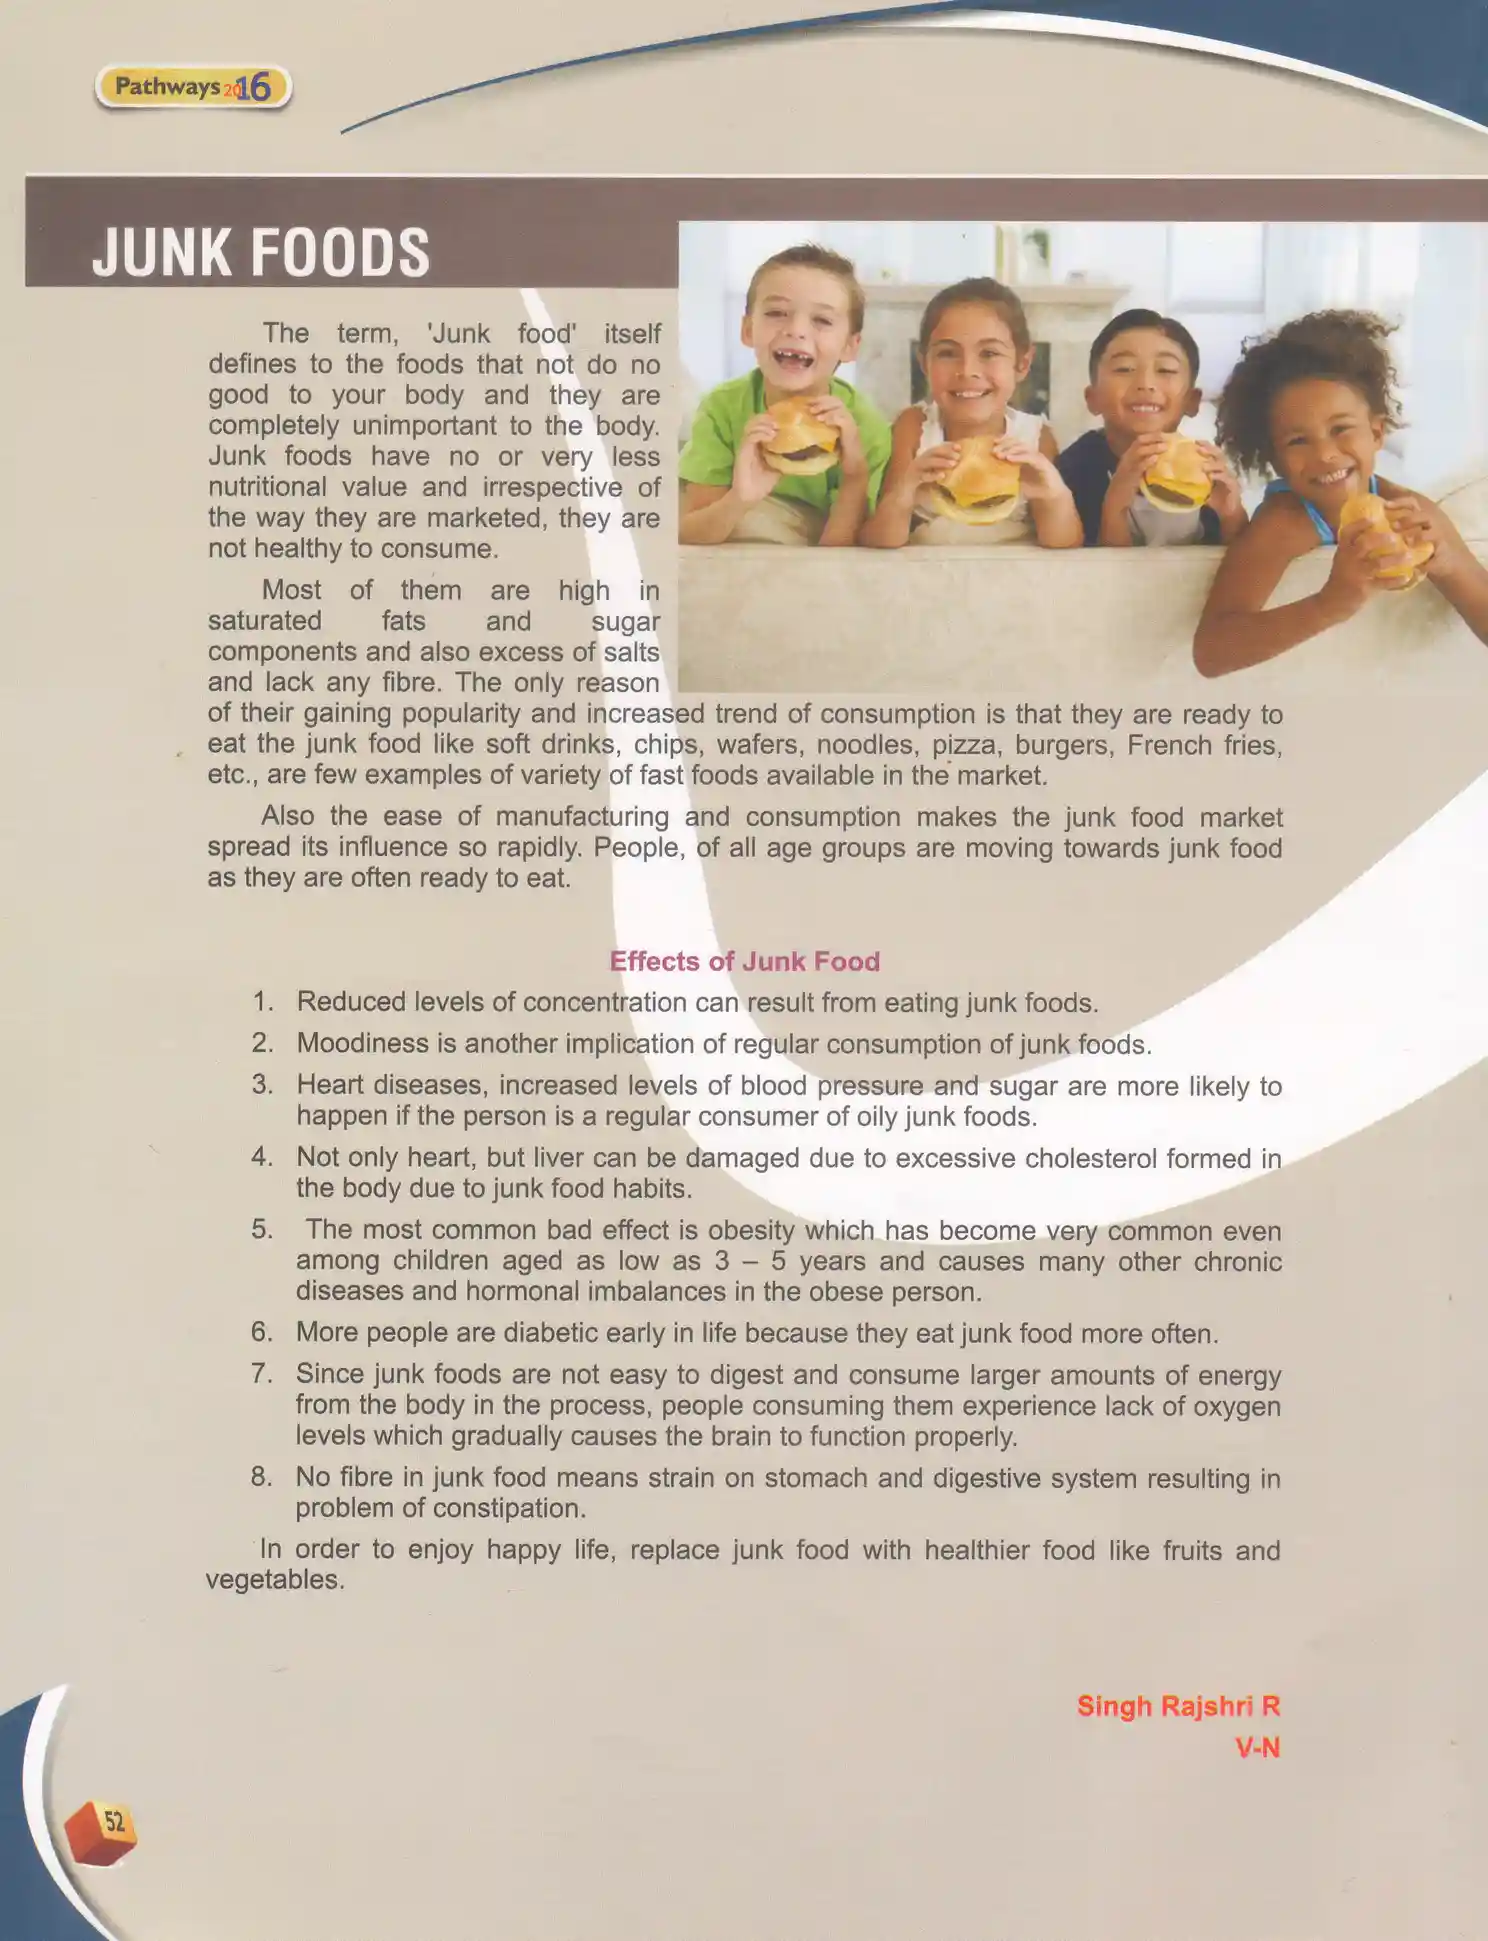 Pathways 2016
JUNK FOODS
The term, 'Junk food' itself
defines to the foods that not do no
good to your body and they are
completely unimportant to the body.
Junk foods have no or very less
nutritional value and irrespective of
the way they are marketed, they are
not healthy to consume.
Most of them are high in
saturated fats and sugar
components and also excess of salts
and lack any fibre. The only reason
of their gaining popularity and increased trend of consumption is that they are ready to
eat the junk food like soft drinks, chips, wafers, noodles, pizza, burgers, French fries,
etc., are few examples of variety of fast foods available in the market.
Also the ease of manufacturing and consumption makes the junk food market
spread its influence so rapidly. People, of all age groups are moving towards junk food
as they are often ready to eat.
Effects of Junk Food
1. Reduced levels of concentration can result from eating junk foods.
2. Moodiness is another implication of regular consumption of junk foods.
3. Heart diseases, increased levels of blood pressure and sugar are more likely to
happen if the person is a regular consumer of oily junk foods.
4. Not only heart, but liver can be damaged due to excessive cholesterol formed in
the body due to junk food habits.
5. The most common bad effect is obesity which has become very common even
among children aged as low as 3 – 5 years and causes many other chronic
diseases and hormonal imbalances in the obese person.
6. More people are diabetic early in life because they eat junk food more often.
7. Since junk foods are not easy to digest and consume larger amounts of energy
from the body in the process, people consuming them experience lack of oxygen
levels which gradually causes the brain to function properly.
8. No fibre in junk food means strain on stomach and digestive system resulting in
problem of constipation.
In order to enjoy happy life, replace junk food with healthier food like fruits and
vegetables.
Singh Rajshri R
V-N
52